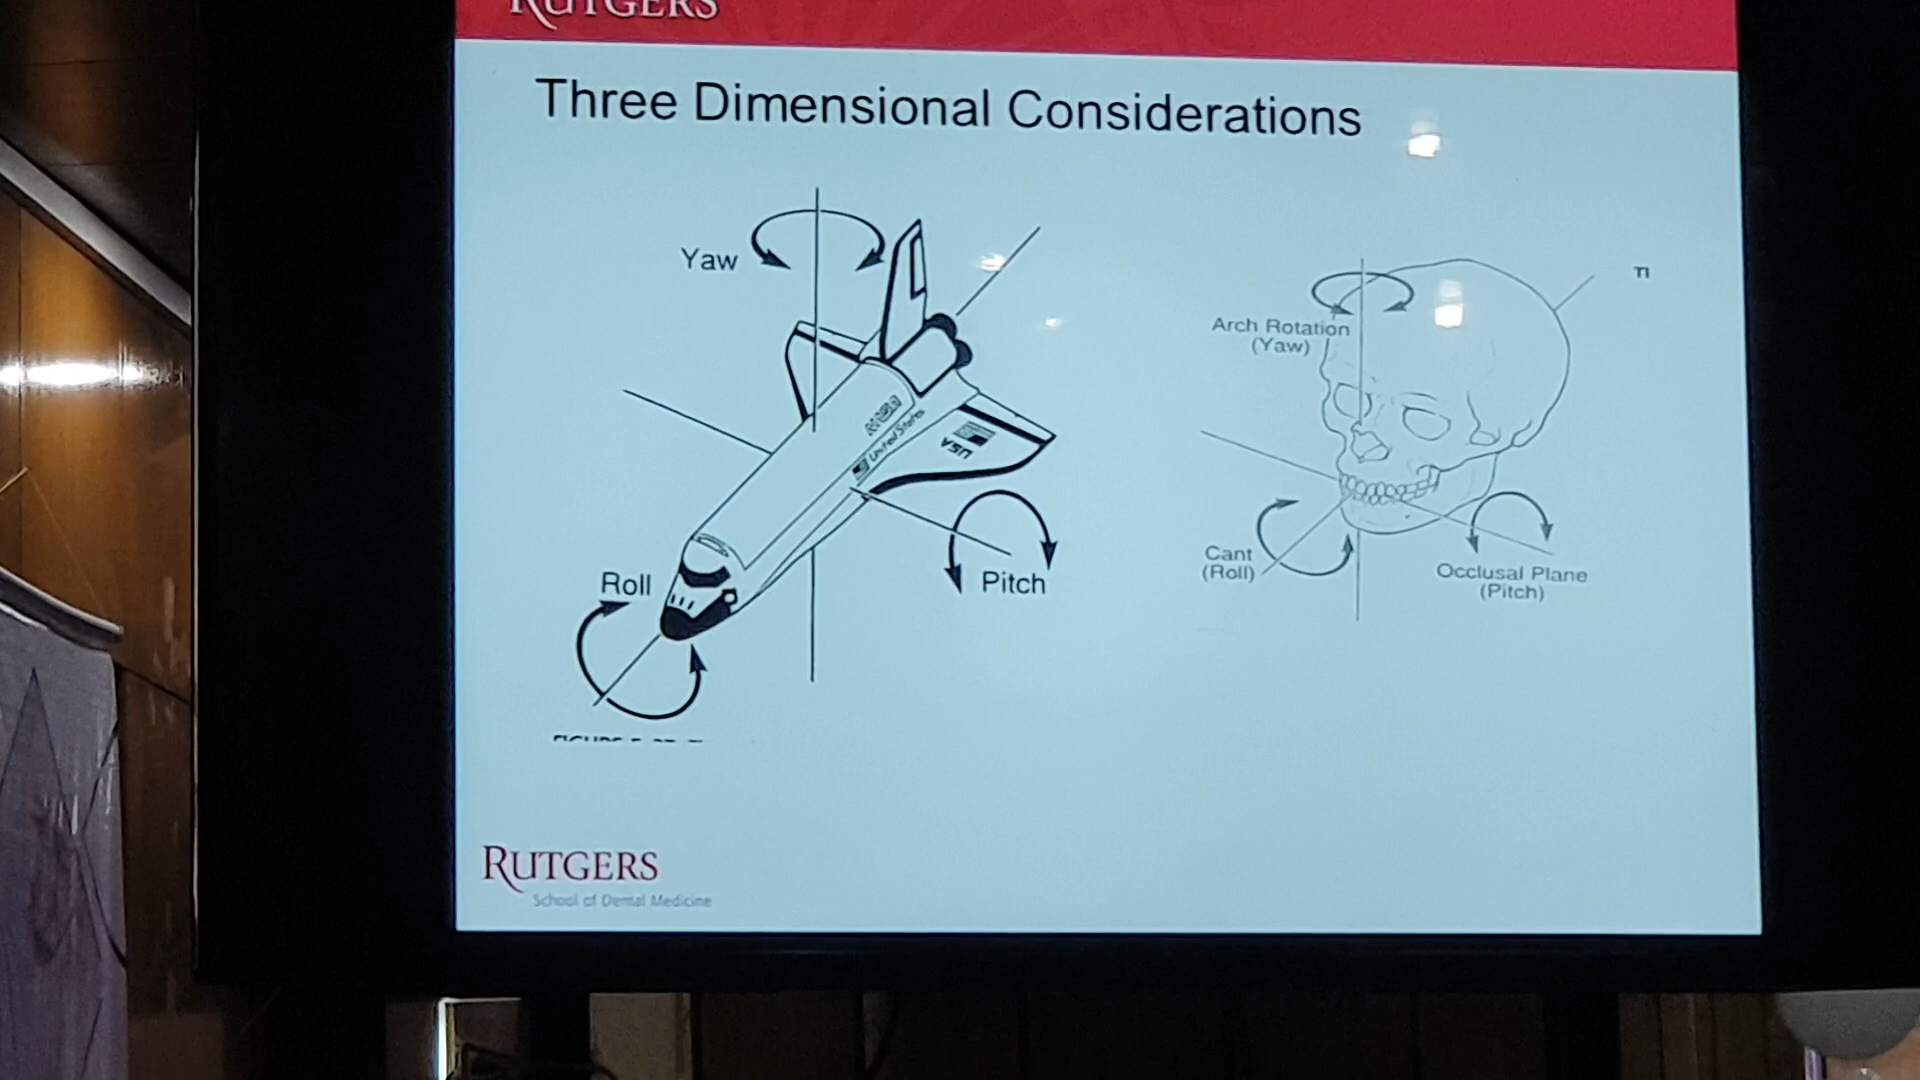 RUTGERS
Three Dimensional Considerations
Yaw
United States
USA
Roll
Pitch
Arch Rotation
(Yaw)
Cant
(Roll)
Occlusal Plane
(Pitch)
RUTGERS
School of Dental Medicine